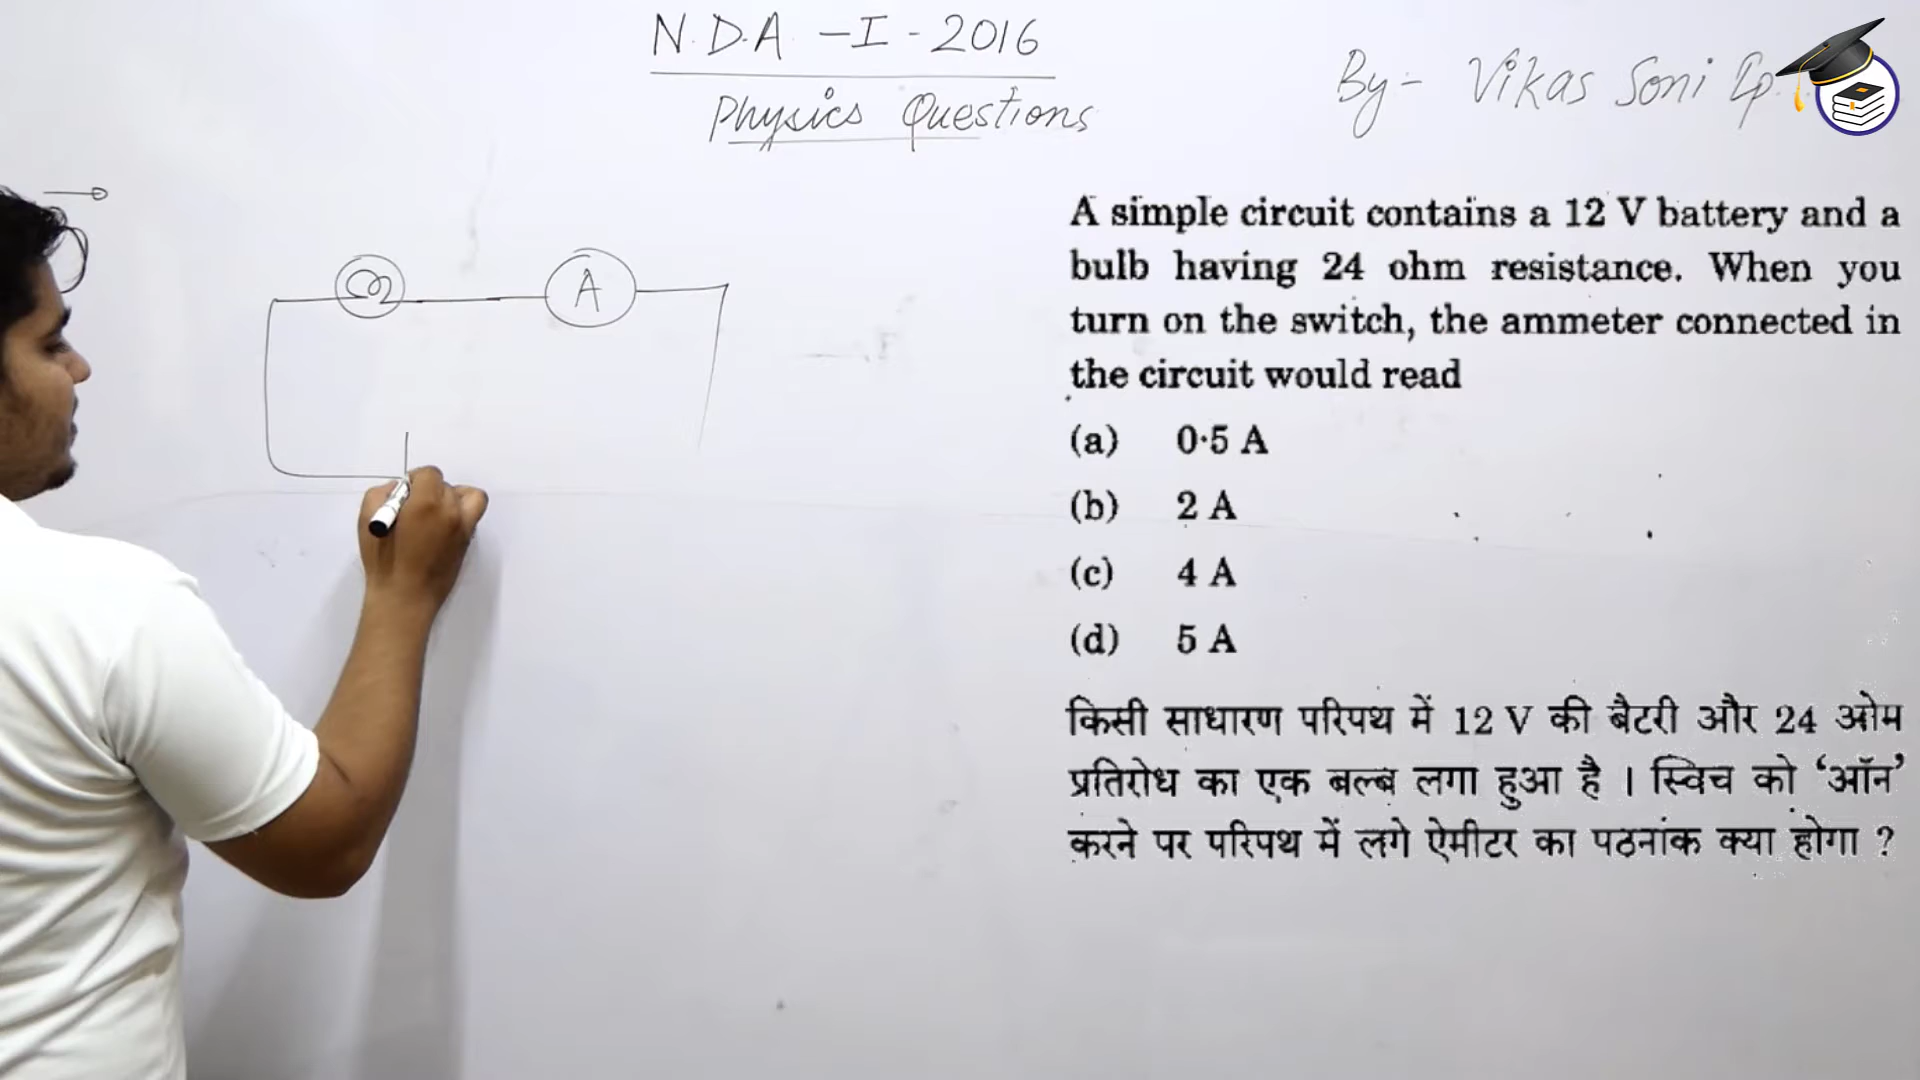 N.D.A - I - 2016
Physics Questions
By:- Vikas Soni
A simple circuit contains a 12 V battery and a
bulb having 24 ohm resistance. When you
turn on the switch, the ammeter connected in
the circuit would read
(a) 0·5 A
(b) 2 A
(c) 4 A
(d) 5 A
किसी साधारण परिपथ में 12 V की बैटरी और 24 ओम
प्रतिरोध का एक बल्ब लगा हुआ है । स्विच को ‘ऑन’
करने पर परिपथ में लगे ऐमीटर का पठनांक क्या होगा ?
A